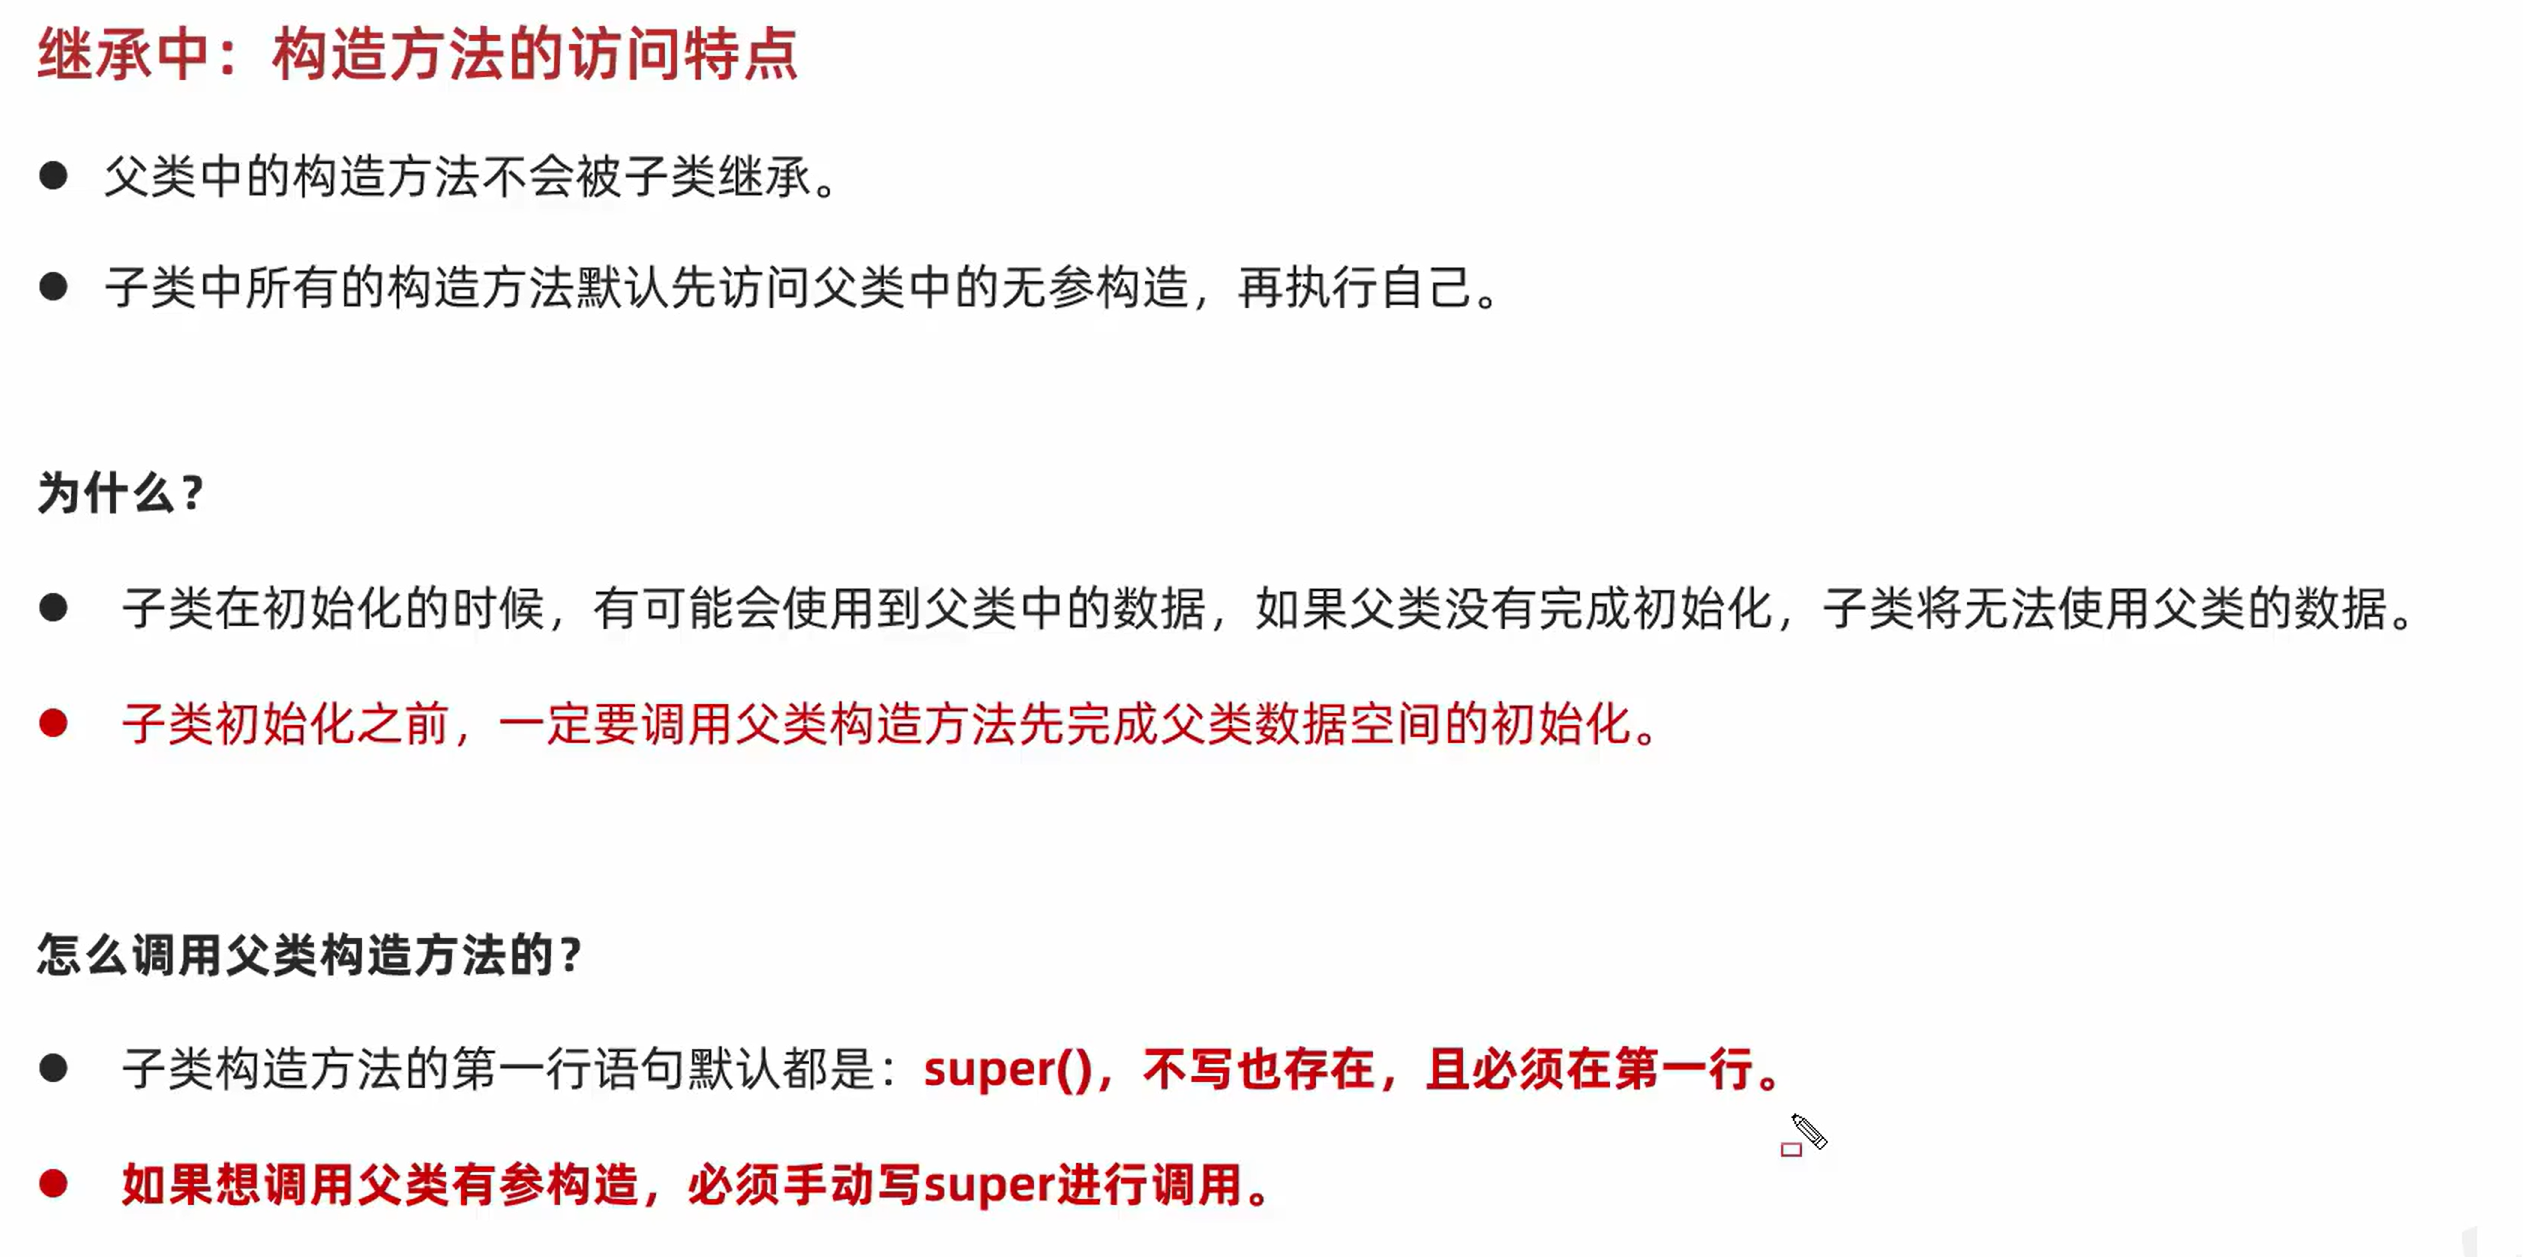 继承中：构造方法的访问特点
● 父类中的构造方法不会被子类继承。
● 子类中所有的构造方法默认先访问父类中的无参构造，再执行自己。
为什么？
● 子类在初始化的时候，有可能会使用到父类中的数据，如果父类没有完成初始化，子类将无法使用父类的数据。
● 子类初始化之前，一定要调用父类构造方法先完成父类数据空间的初始化。
怎么调用父类构造方法的？
● 子类构造方法的第一行语句默认都是：super()，不写也存在，且必须在第一行。
● 如果想调用父类有参构造，必须手动写super进行调用。